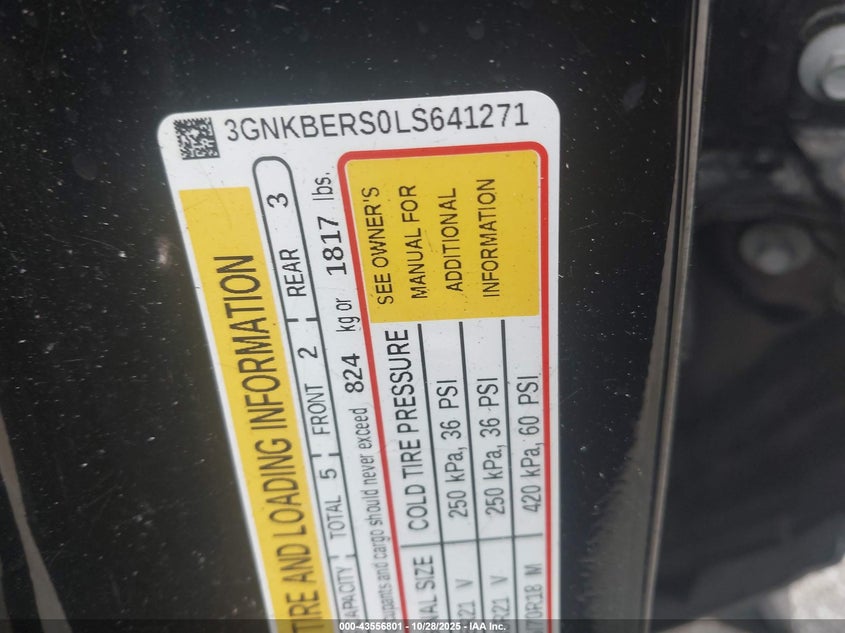 3GNKBERS0LS641271
TIRE AND LOADING INFORMATION
CAPACITY TOTAL 5 FRONT 2 REAR 3
and cargo should never exceed 824 kg or 1817 lbs.
SIZE COLD TIRE PRESSURE
V 250 kPa, 36 PSI
V 250 kPa, 36 PSI
M 420 kPa, 60 PSI
SEE OWNER'S
MANUAL FOR
ADDITIONAL
INFORMATION
000-43556801 - 10/28/2025 - IAA Inc.